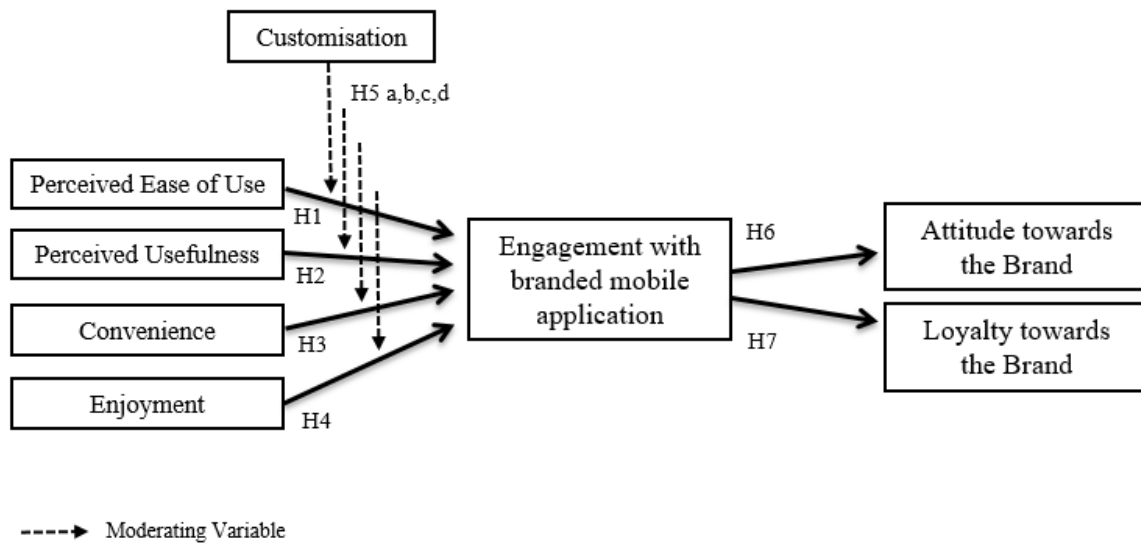 Customisation
H5 a,b,c,d
Perceived Ease of Use
H1
Perceived Usefulness
H2
Convenience
H3
Enjoyment
H4
Engagement with
branded mobile
application
H6
H7
Attitude towards
the Brand
Loyalty towards
the Brand
Moderating Variable